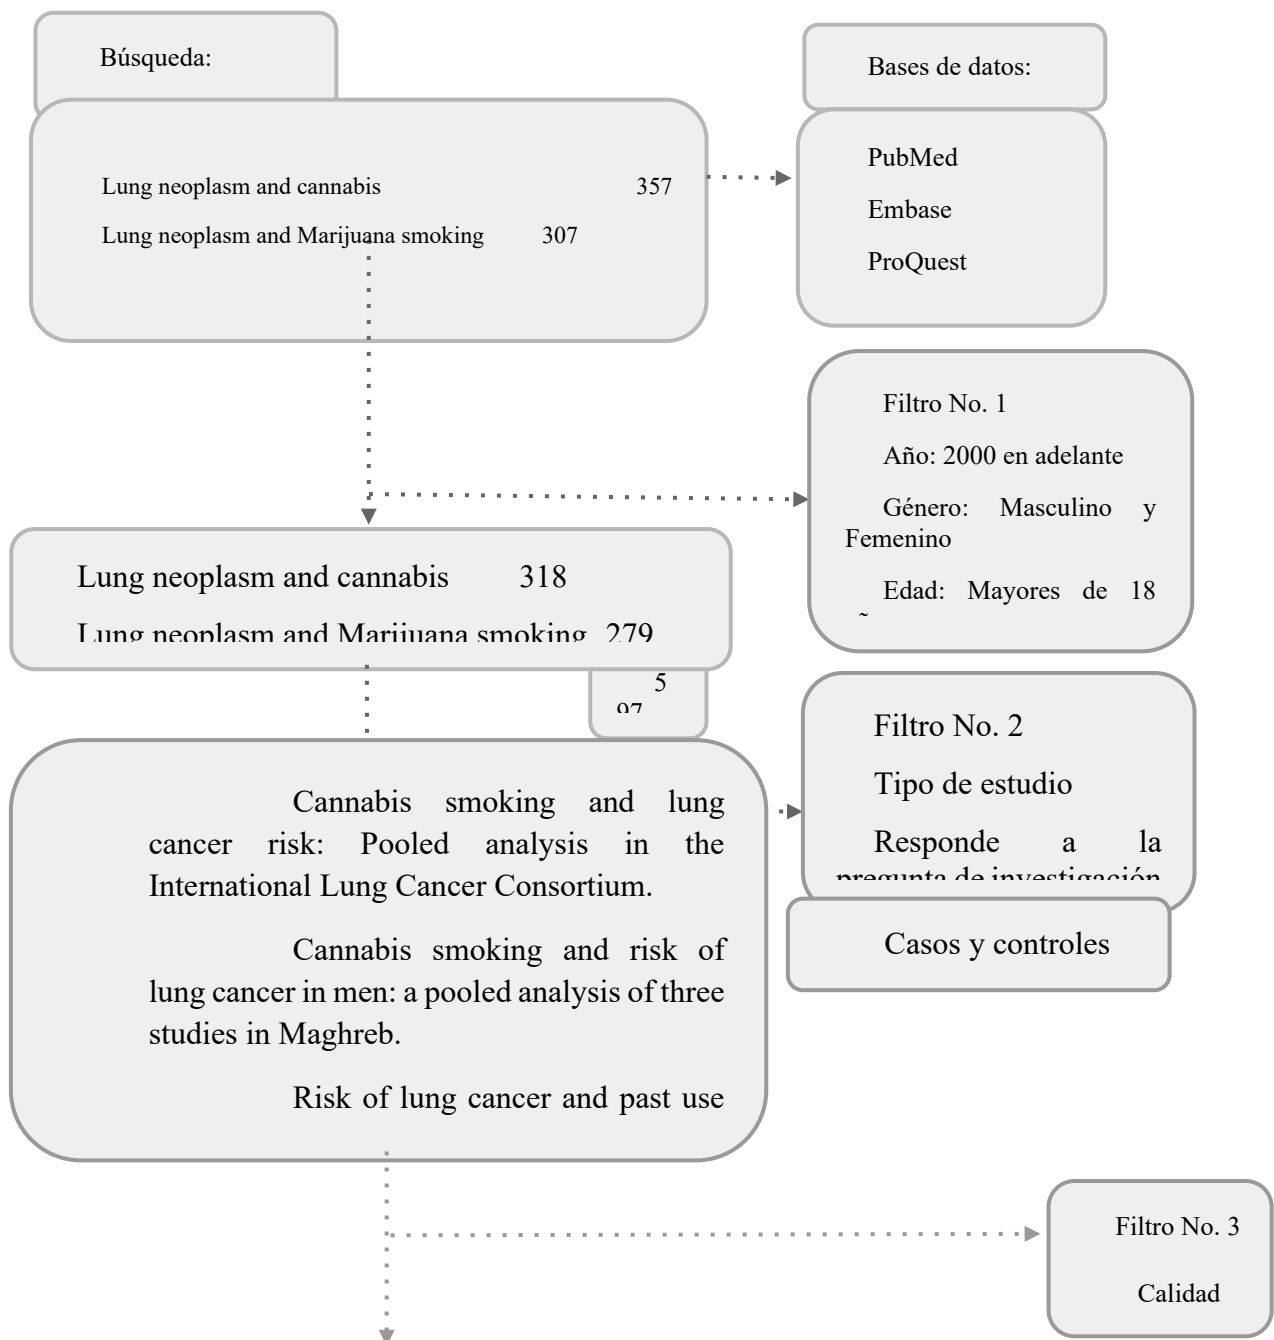 Búsqueda:
Lung neoplasm and cannabis 357
Lung neoplasm and Marijuana smoking 307
Bases de datos:
PubMed
Embase
ProQuest
Filtro No. 1
Año: 2000 en adelante
Género: Masculino y
Femenino
Edad: Mayores de 18
Lung neoplasm and cannabis 318
Lung neoplasm and Marijuana smoking 279
5
97
Filtro No. 2
Tipo de estudio
Responde a la
pregunta de investigación
Casos y controles
Cannabis smoking and lung
cancer risk: Pooled analysis in the
International Lung Cancer Consortium.
Cannabis smoking and risk of
lung cancer in men: a pooled analysis of three
studies in Maghreb.
Risk of lung cancer and past use
Filtro No. 3
Calidad